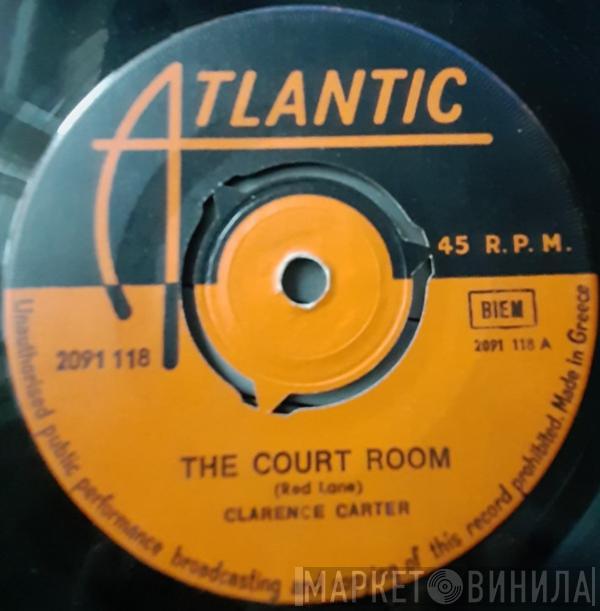 ATLANTIC
45 R.P.M.
BIEM
2091 118
2091 118 A
THE COURT ROOM
(Red Lane)
CLARENCE CARTER
Unauthorised public performance broadcasting of this record prohibited. Made in Greece
МАРКЕТ ВИНИЛА